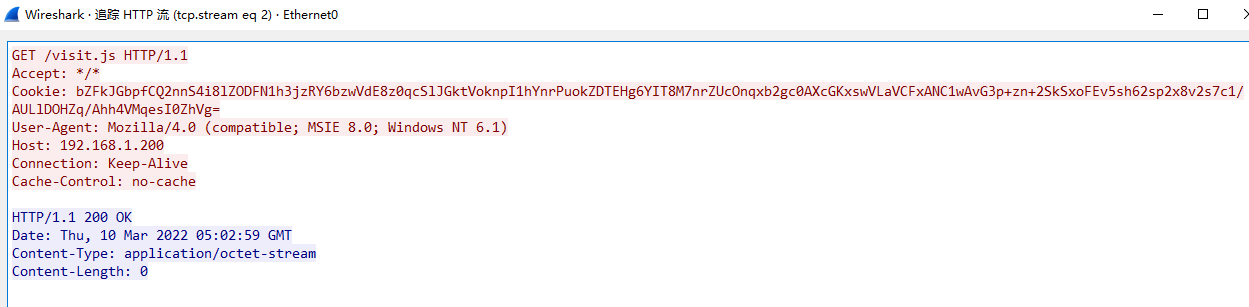 Wireshark · 追踪 HTTP 流 (tcp.stream eq 2) · Ethernet0
GET /visit.js HTTP/1.1
Accept: */*
Cookie: bZFkJGbpfCQ2nnS4i8lZODFN1h3jzRY6bzwVdE8z0qcSlJGktVoknpI1hYnrPuokZDTEHg6YIT8M7nrZUcOnqxb2gc0AXcGKxswVLaVCFxANC1wAvG3p+zn+2SkSxoFEv5sh62sp2x8v2s7c1/
AULlDOHZq/Ahh4VMqesI0ZhVg=
User-Agent: Mozilla/4.0 (compatible; MSIE 8.0; Windows NT 6.1)
Host: 192.168.1.200
Connection: Keep-Alive
Cache-Control: no-cache
HTTP/1.1 200 OK
Date: Thu, 10 Mar 2022 05:02:59 GMT
Content-Type: application/octet-stream
Content-Length: 0